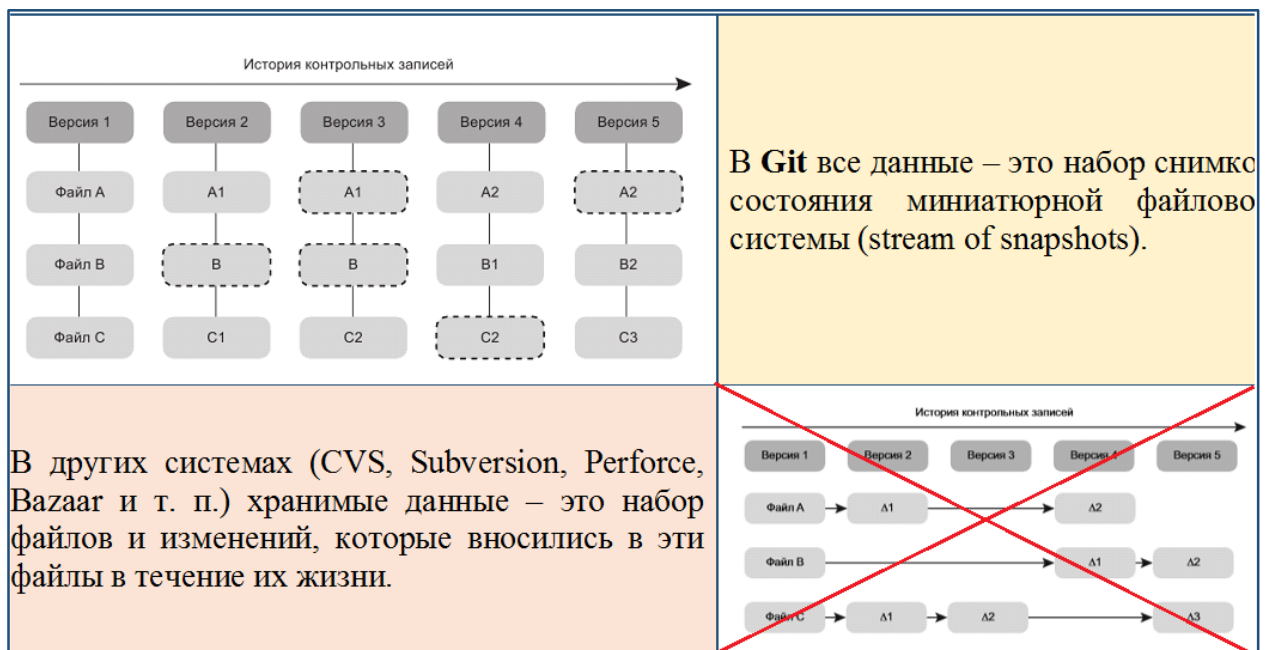 История контрольных записей
Версия 1 Версия 2 Версия 3 Версия 4 Версия 5
Файл A A1 A1 A2 A2
Файл B B B B1 B2
Файл C C1 C2 C2 C3
В Git все данные – это набор снимко
состояния миниатюрной файлово
системы (stream of snapshots).
В других системах (CVS, Subversion, Perforce,
Bazaar и т. п.) хранимые данные – это набор
файлов и изменений, которые вносились в эти
файлы в течение их жизни.
История контрольных записей
Версия 1 Версия 2 Версия 3 Версия 4 Версия 5
Файл A Δ1 Δ2
Файл B Δ1 Δ2
Файл C Δ1 Δ2 Δ3